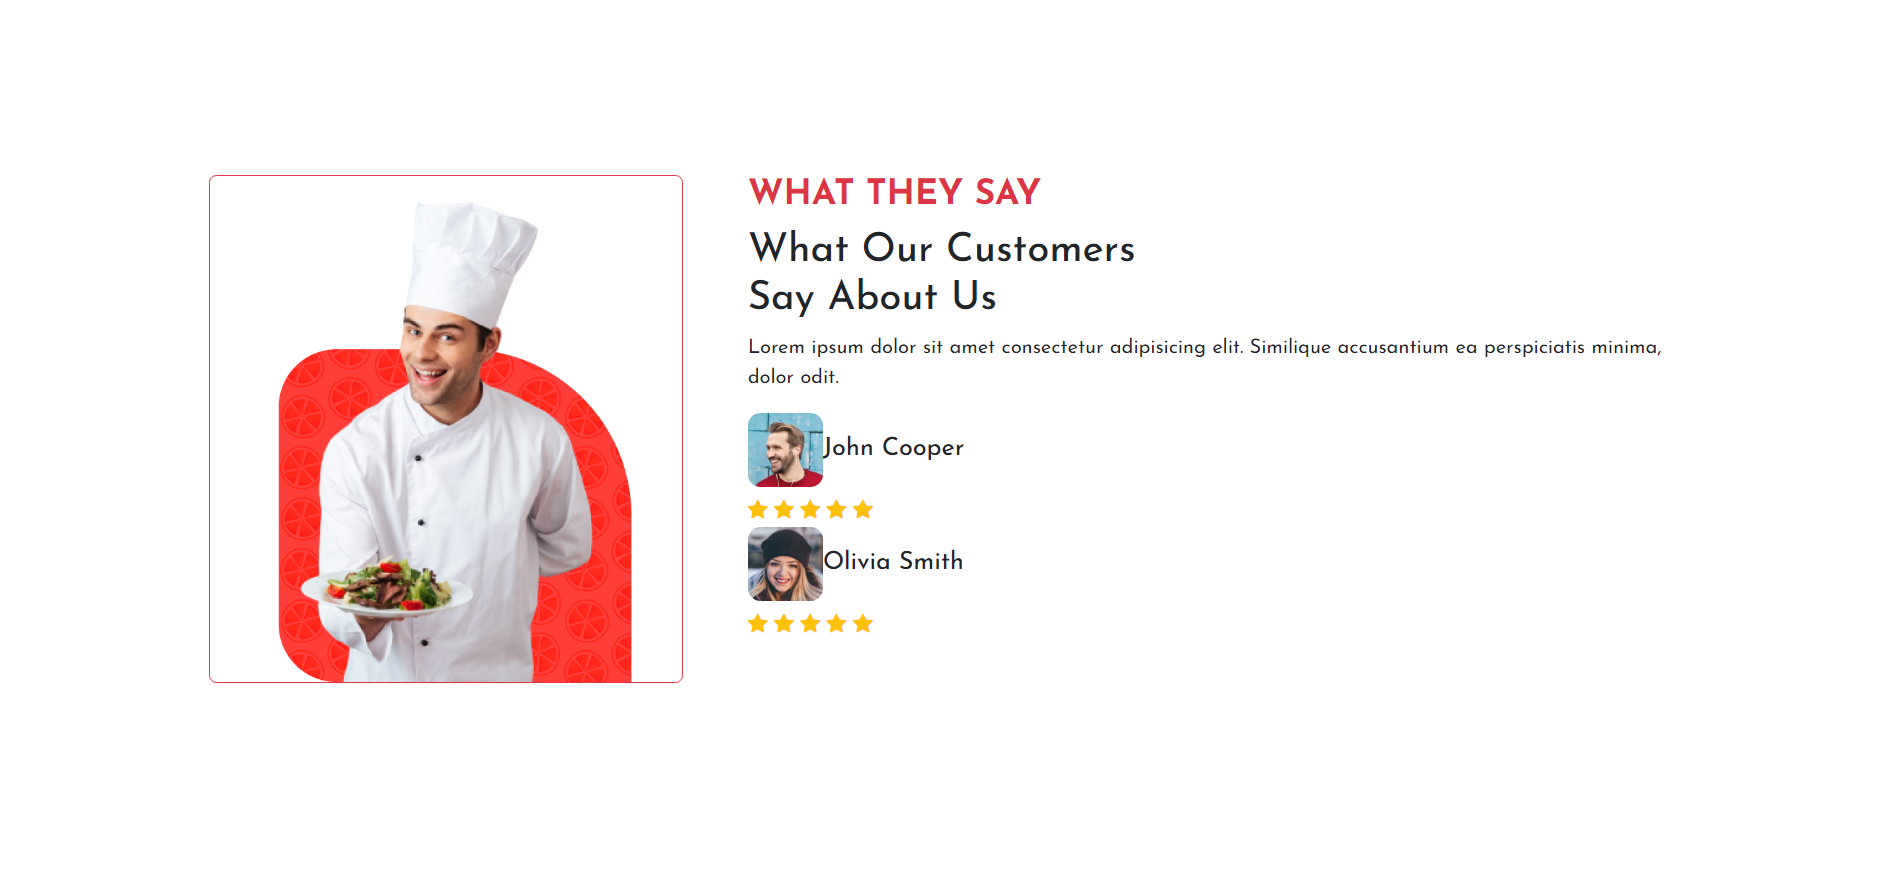 WHAT THEY SAY
What Our Customers
Say About Us
Lorem ipsum dolor sit amet consectetur adipisicing elit. Similique accusantium ea perspiciatis minima,
dolor odit.
John Cooper
Olivia Smith